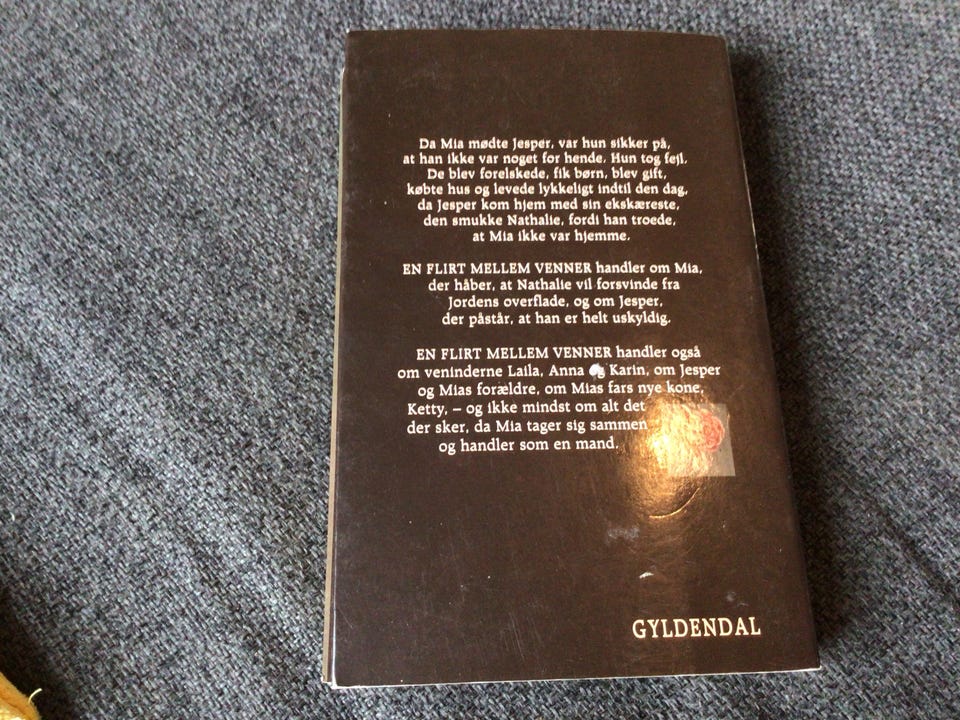 Da Mia mødte Jesper, var hun sikker på,
at han ikke var noget for hende. Hun tog fejl.
De blev forelskede, fik børn, blev gift,
købte hus og levede lykkeligt indtil den dag,
da Jesper kom hjem med sin ekskæreste,
den smukke Nathalie, fordi han troede,
at Mia ikke var hjemme.
EN FLIRT MELLEM VENNER handler om Mia,
der håber, at Nathalie vil forsvinde fra
Jordens overflade, og om Jesper,
der påstår, at han er helt uskyldig.
EN FLIRT MELLEM VENNER handler også
om veninderne Laila, Anna Karin, om Jesper
og Mias forældre, om Mias fars nye kone,
Ketty, – og ikke mindst om alt det
der sker, da Mia tager sig sammen
og handler som en mand.
GYLDENDAL